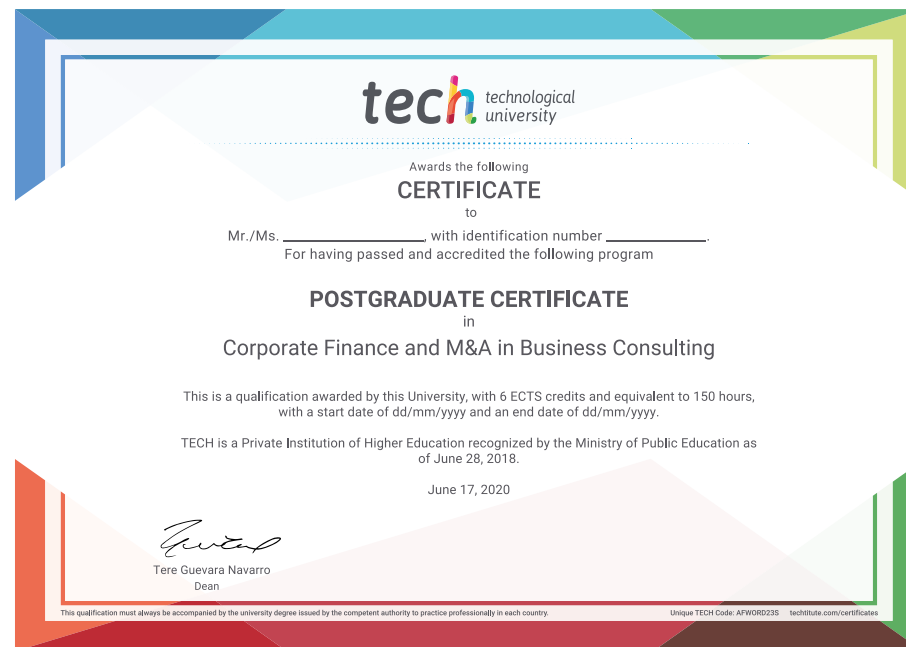 tech technological
university
Awards the following
CERTIFICATE
to
Mr./Ms. ____________________, with identification number ______________.
For having passed and accredited the following program
POSTGRADUATE CERTIFICATE
in
Corporate Finance and M&A in Business Consulting
This is a qualification awarded by this University, with 6 ECTS credits and equivalent to 150 hours,
with a start date of dd/mm/yyyy and an end date of dd/mm/yyyy.
TECH is a Private Institution of Higher Education recognized by the Ministry of Public Education as
of June 28, 2018.
June 17, 2020
Tere Guevara Navarro
Dean
This qualification must always be accompanied by the university degree issued by the competent authority to practice professionally in each country. Unique TECH Code: AFWORD23S techtitute.com/certificates